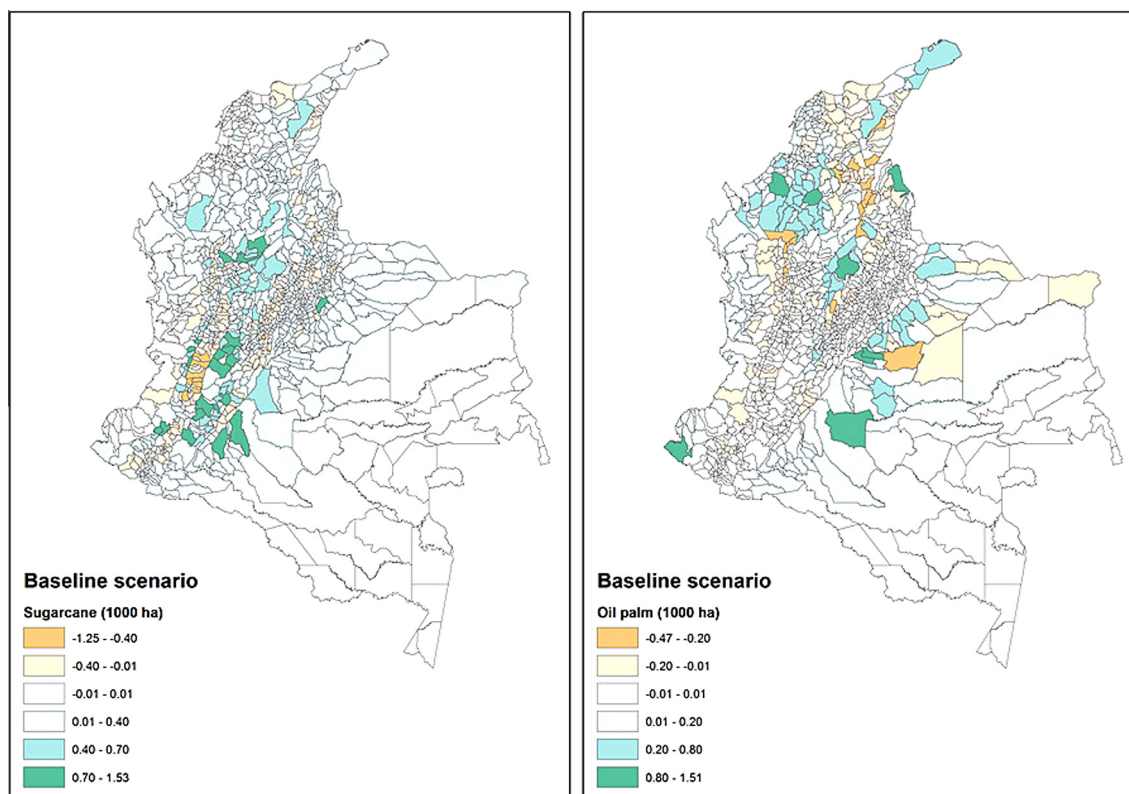 Baseline scenario
Sugarcane (1000 ha)
-1.25 - -0.40
-0.40 - -0.01
-0.01 - 0.01
0.01 - 0.40
0.40 - 0.70
0.70 - 1.53
Baseline scenario
Oil palm (1000 ha)
-0.47 - -0.20
-0.20 - -0.01
-0.01 - 0.01
0.01 - 0.20
0.20 - 0.80
0.80 - 1.51